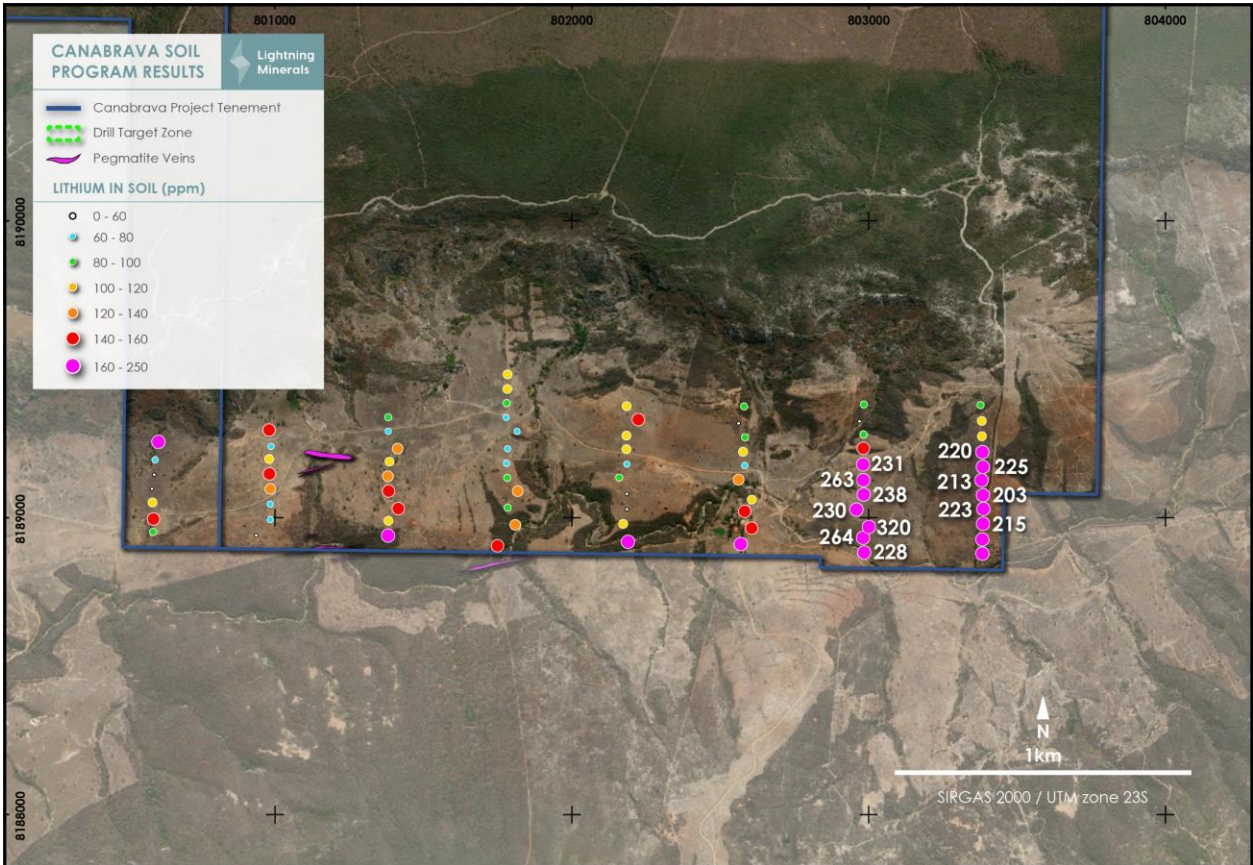 801000
802000
803000
804000
CANABRAVA SOIL
PROGRAM RESULTS
Lightning
Minerals
Canabrava Project Tenement
Drill Target Zone
Pegmatite Veins
LITHIUM IN SOIL (ppm)
0 - 60
60 - 80
80 - 100
100 - 120
120 - 140
140 - 160
160 - 250
8190000
8189000
8188000
231
263
238
230
320
264
228
220
225
213
203
223
215
N
1km
SIRGAS 2000 / UTM zone 23S